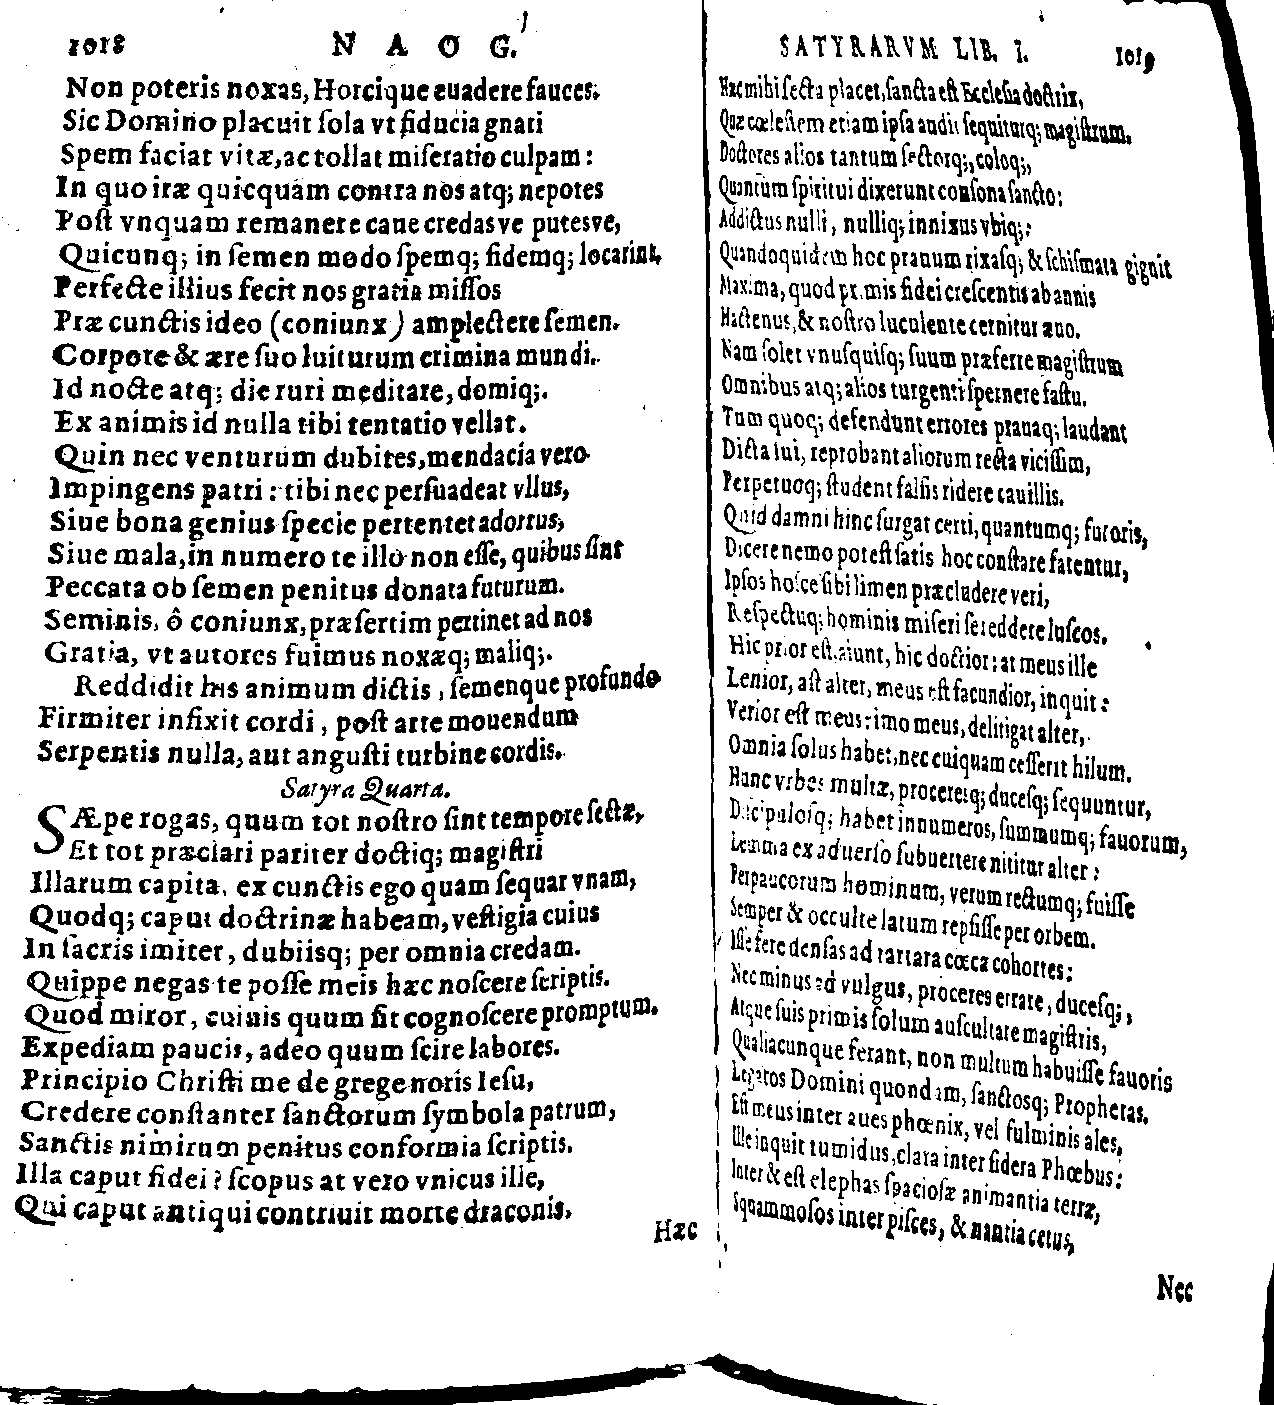 1018 NAOG.
Non poteris noxas, Horcique euadere fauces.
Sic Domino placuit sola vt fiducia gnati
Spem faciat vitæ, ac tollat miseratio culpam:
In quo iræ quicquam contra nos atq; nepotes
Post vnquam remanere caue credasve putesve,
Quicunq; in semen modo spemq; fidemq; locarint.
Perfecte illius fecit nos gratia missos
Præ cunctis ideo (coniunx) amplectere semen.
Corpore & ære suo luiturum crimina mundi.
Id nocte atq; die ruri meditare, domiq;.
Ex animis id nulla tibi tentatio vellat.
Quin nec venturum dubites, mendacia vero
Impingens patri: tibi nec persuadeat vllus,
Siue bona genius specie pertentet adortus,
Siue mala, in numero te illo non esse, quibus sint
Peccata ob semen penitus donata futurum.
Seminis, ô coniunx, præsertim pertinet ad nos
Gratia, vt autores fuimus noxæq; maliq;.
Reddidit his animum dictis, semenque profundo
Firmiter infixit cordi, post arte mouendum
Serpentis nulla, aut angusti turbine cordis.
Satyra Quarta.
SÆpe rogas, quum tot nostro sint tempore sectæ,
Et tot præclari pariter doctiq; magistri
Illarum capita, ex cunctis ego quam sequar vnam,
Quodq; caput doctrinæ habeam, vestigia cuius
In sacris imiter, dubiisq; per omnia credam.
Quippe negas te posse meis hæc noscere scriptis.
Quod miror, cuiuis quum sit cognoscere promptum.
Expediam paucis, adeo quum scire labores.
Principio Christi me de grege noris Iesu,
Credere constanter sanctorum symbola patrum,
Sanctis nimirum penitus conformia scriptis.
Illa caput fidei? scopus at vero vnicus ille,
Qui caput antiqui contriuit morte draconis.
Hæc
SATYRARVM LIB. I. 1019
Hæc mihi secta placet, sancta est Ecclesia doctrix,
Quæ cœlestem etiam ipsa audit sequiturq; magistrum.
Doctores alios tantum sector q;, coloq;,
Quantum spiritui dixerunt consona sancto:
Addictus nulli, nulliq; innixus vbiq;:
Quandoquidem hoc prauum rixasq; & schismata gignit
Maxima, quod primis fidei crescentis ab annis
Hactenus, & nostro luculente cernitur æuo.
Nam solet vnusquisq; suum præferre magistrum
Omnibus atq; alios turgenti spernere fastu.
Tum quoq; defendunt errores prauaq; laudant
Dicta sui, reprobant aliorum recta vicissim,
Perpetuoq; student falsis ridere cauillis.
Quid damni hinc surgat certi, quantumq; furoris,
Dicere nemo potest satis hoc constare fatentur,
Ipsos hosce sibi limen præcludere veri,
Respectuq; hominis miseri se reddere luscos.
Hic prior est, aiunt, hic doctior: at meus ille
Lenior, ast alter, meus est facundior, inquit:
Verior est meus: imo meus, delitigat alter,
Omnia solus habet, nec cuiquam cesserit hilum.
Hunc vrbes multæ, proceresq; ducesq; sequuntur,
Discipulosq; habet innumeros, summumq; fauorum,
Lemma ex aduerso subuertere nititur alter:
Perpaucorum hominum, verum rectumq; fuisse
Semper & occulte latum repsisse per orbem.
Isse fere densas ad tartara cœca cohortes:
Nec minus ad vulgus, proceres errare, ducesq;,
Atque suis primis solum auscultare magistris,
Qualiacunque ferant, non multum habuisse fauoris
Legatos Domini quondam, sanctosq; Prophetas.
Est meus inter aues phœnix, vel fulminis ales,
Ille inquit tumidus, clara inter sidera Phœbus:
Inter & est elephas spaciosæ animantia terræ,
Squammosos inter pisces, & nantia cetus,
Nec